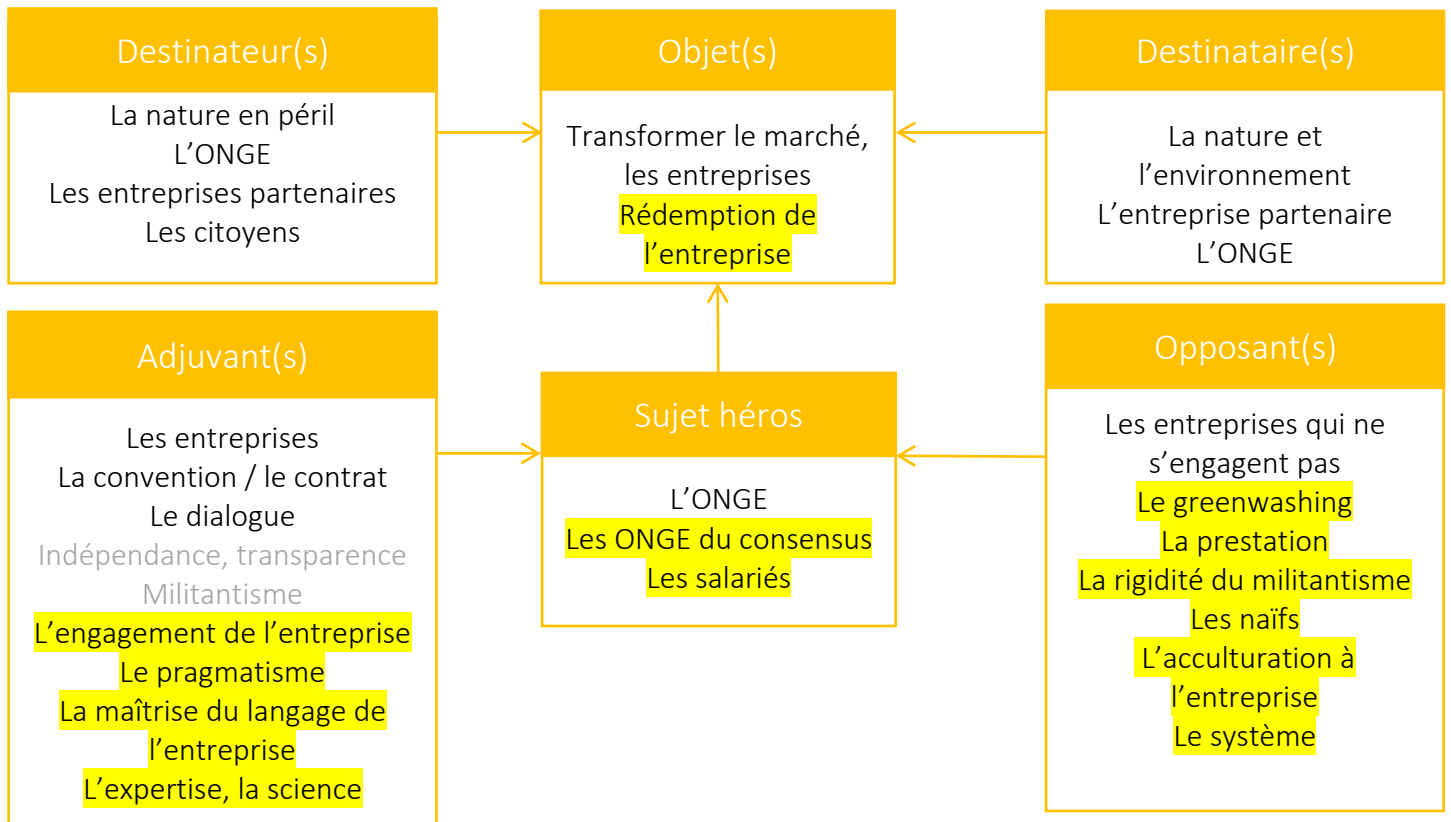 Destinateur(s)
La nature en péril
L’ONGE
Les entreprises partenaires
Les citoyens
Objet(s)
Transformer le marché,
les entreprises
Rédemption de
l’entreprise
Destinataire(s)
La nature et
l’environnement
L’entreprise partenaire
L’ONGE
Adjuvant(s)
Les entreprises
La convention / le contrat
Le dialogue
Indépendance, transparence
Militantisme
L’engagement de l’entreprise
Le pragmatisme
La maîtrise du langage de
l’entreprise
L’expertise, la science
Sujet héros
L’ONGE
Les ONGE du consensus
Les salariés
Opposant(s)
Les entreprises qui ne
s’engagent pas
Le greenwashing
La prestation
La rigidité du militantisme
Les naïfs
L’acculturation à
l’entreprise
Le système